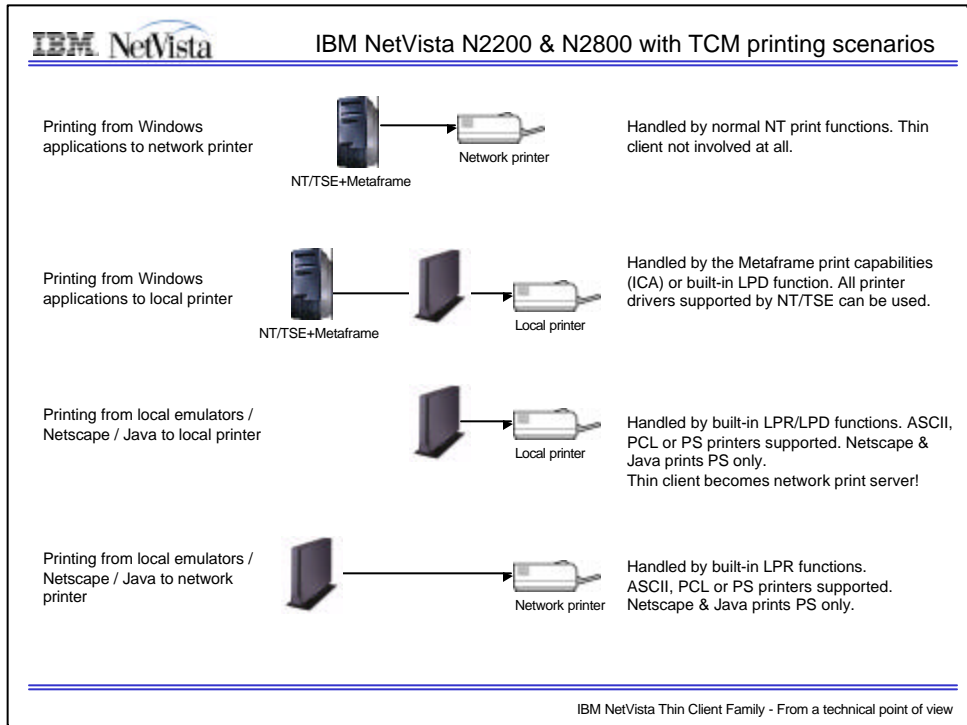 IBM NetVista
IBM NetVista N2200 & N2800 with TCM printing scenarios
Printing from Windows
applications to network printer
NT/TSE+Metaframe
Network printer
Handled by normal NT print functions. Thin
client not involved at all.
Printing from Windows
applications to local printer
NT/TSE+Metaframe
Local printer
Handled by the Metaframe print capabilities
(ICA) or built-in LPD function. All printer
drivers supported by NT/TSE can be used.
Printing from local emulators /
Netscape / Java to local printer
Local printer
Handled by built-in LPR/LPD functions. ASCII,
PCL or PS printers supported. Netscape &
Java prints PS only.
Thin client becomes network print server!
Printing from local emulators /
Netscape / Java to network
printer
Network printer
Handled by built-in LPR functions.
ASCII, PCL or PS printers supported.
Netscape & Java prints PS only.
IBM NetVista Thin Client Family - From a technical point of view